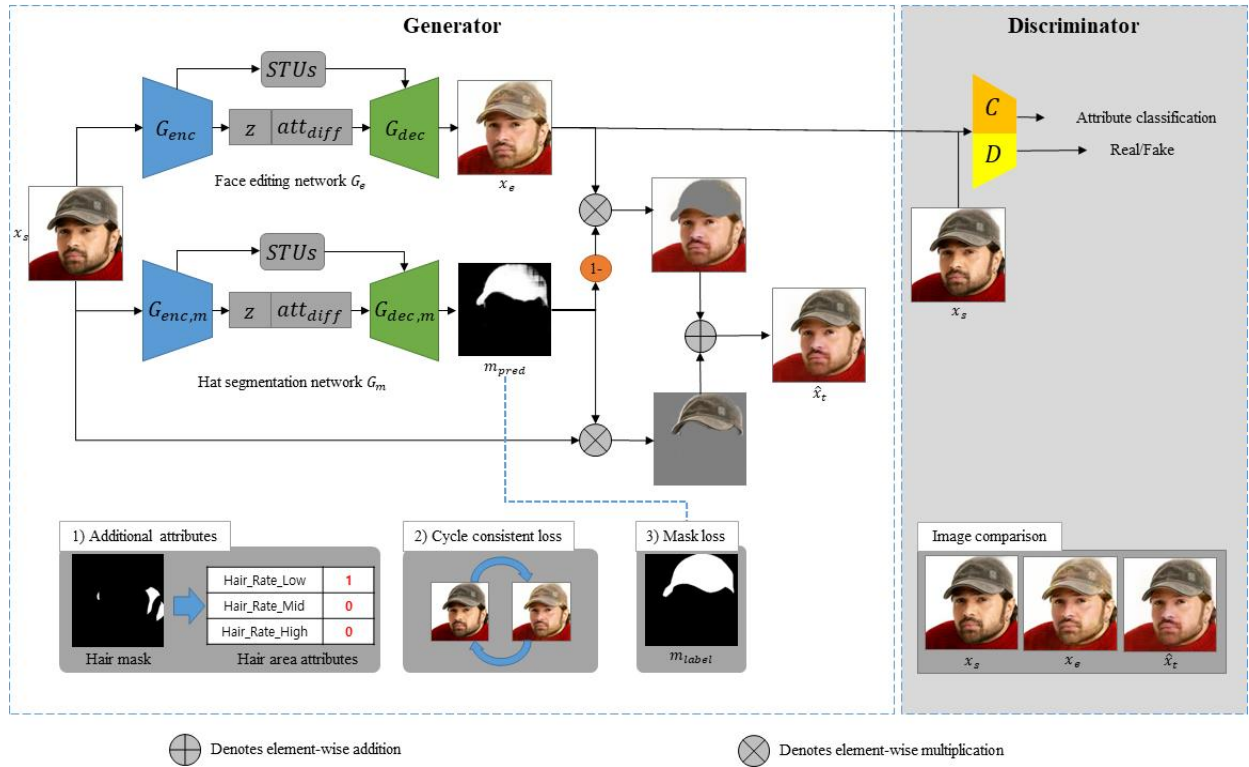 Generator
Discriminator
STUs
G_enc
z
att_diff
G_dec
x_e
Face editing network G_e
C
Attribute classification
D
Real/Fake
x_s
x_s
STUs
G_enc,m
z
att_diff
G_dec,m
m_pred
Hat segmentation network G_m
1-
x̂_t
1) Additional attributes
Hair_Rate_Low 1
Hair_Rate_Mid 0
Hair_Rate_High 0
Hair mask
Hair area attributes
2) Cycle consistent loss
3) Mask loss
m_label
Image comparison
x_s
x_e
x̂_t
Denotes element-wise addition
Denotes element-wise multiplication